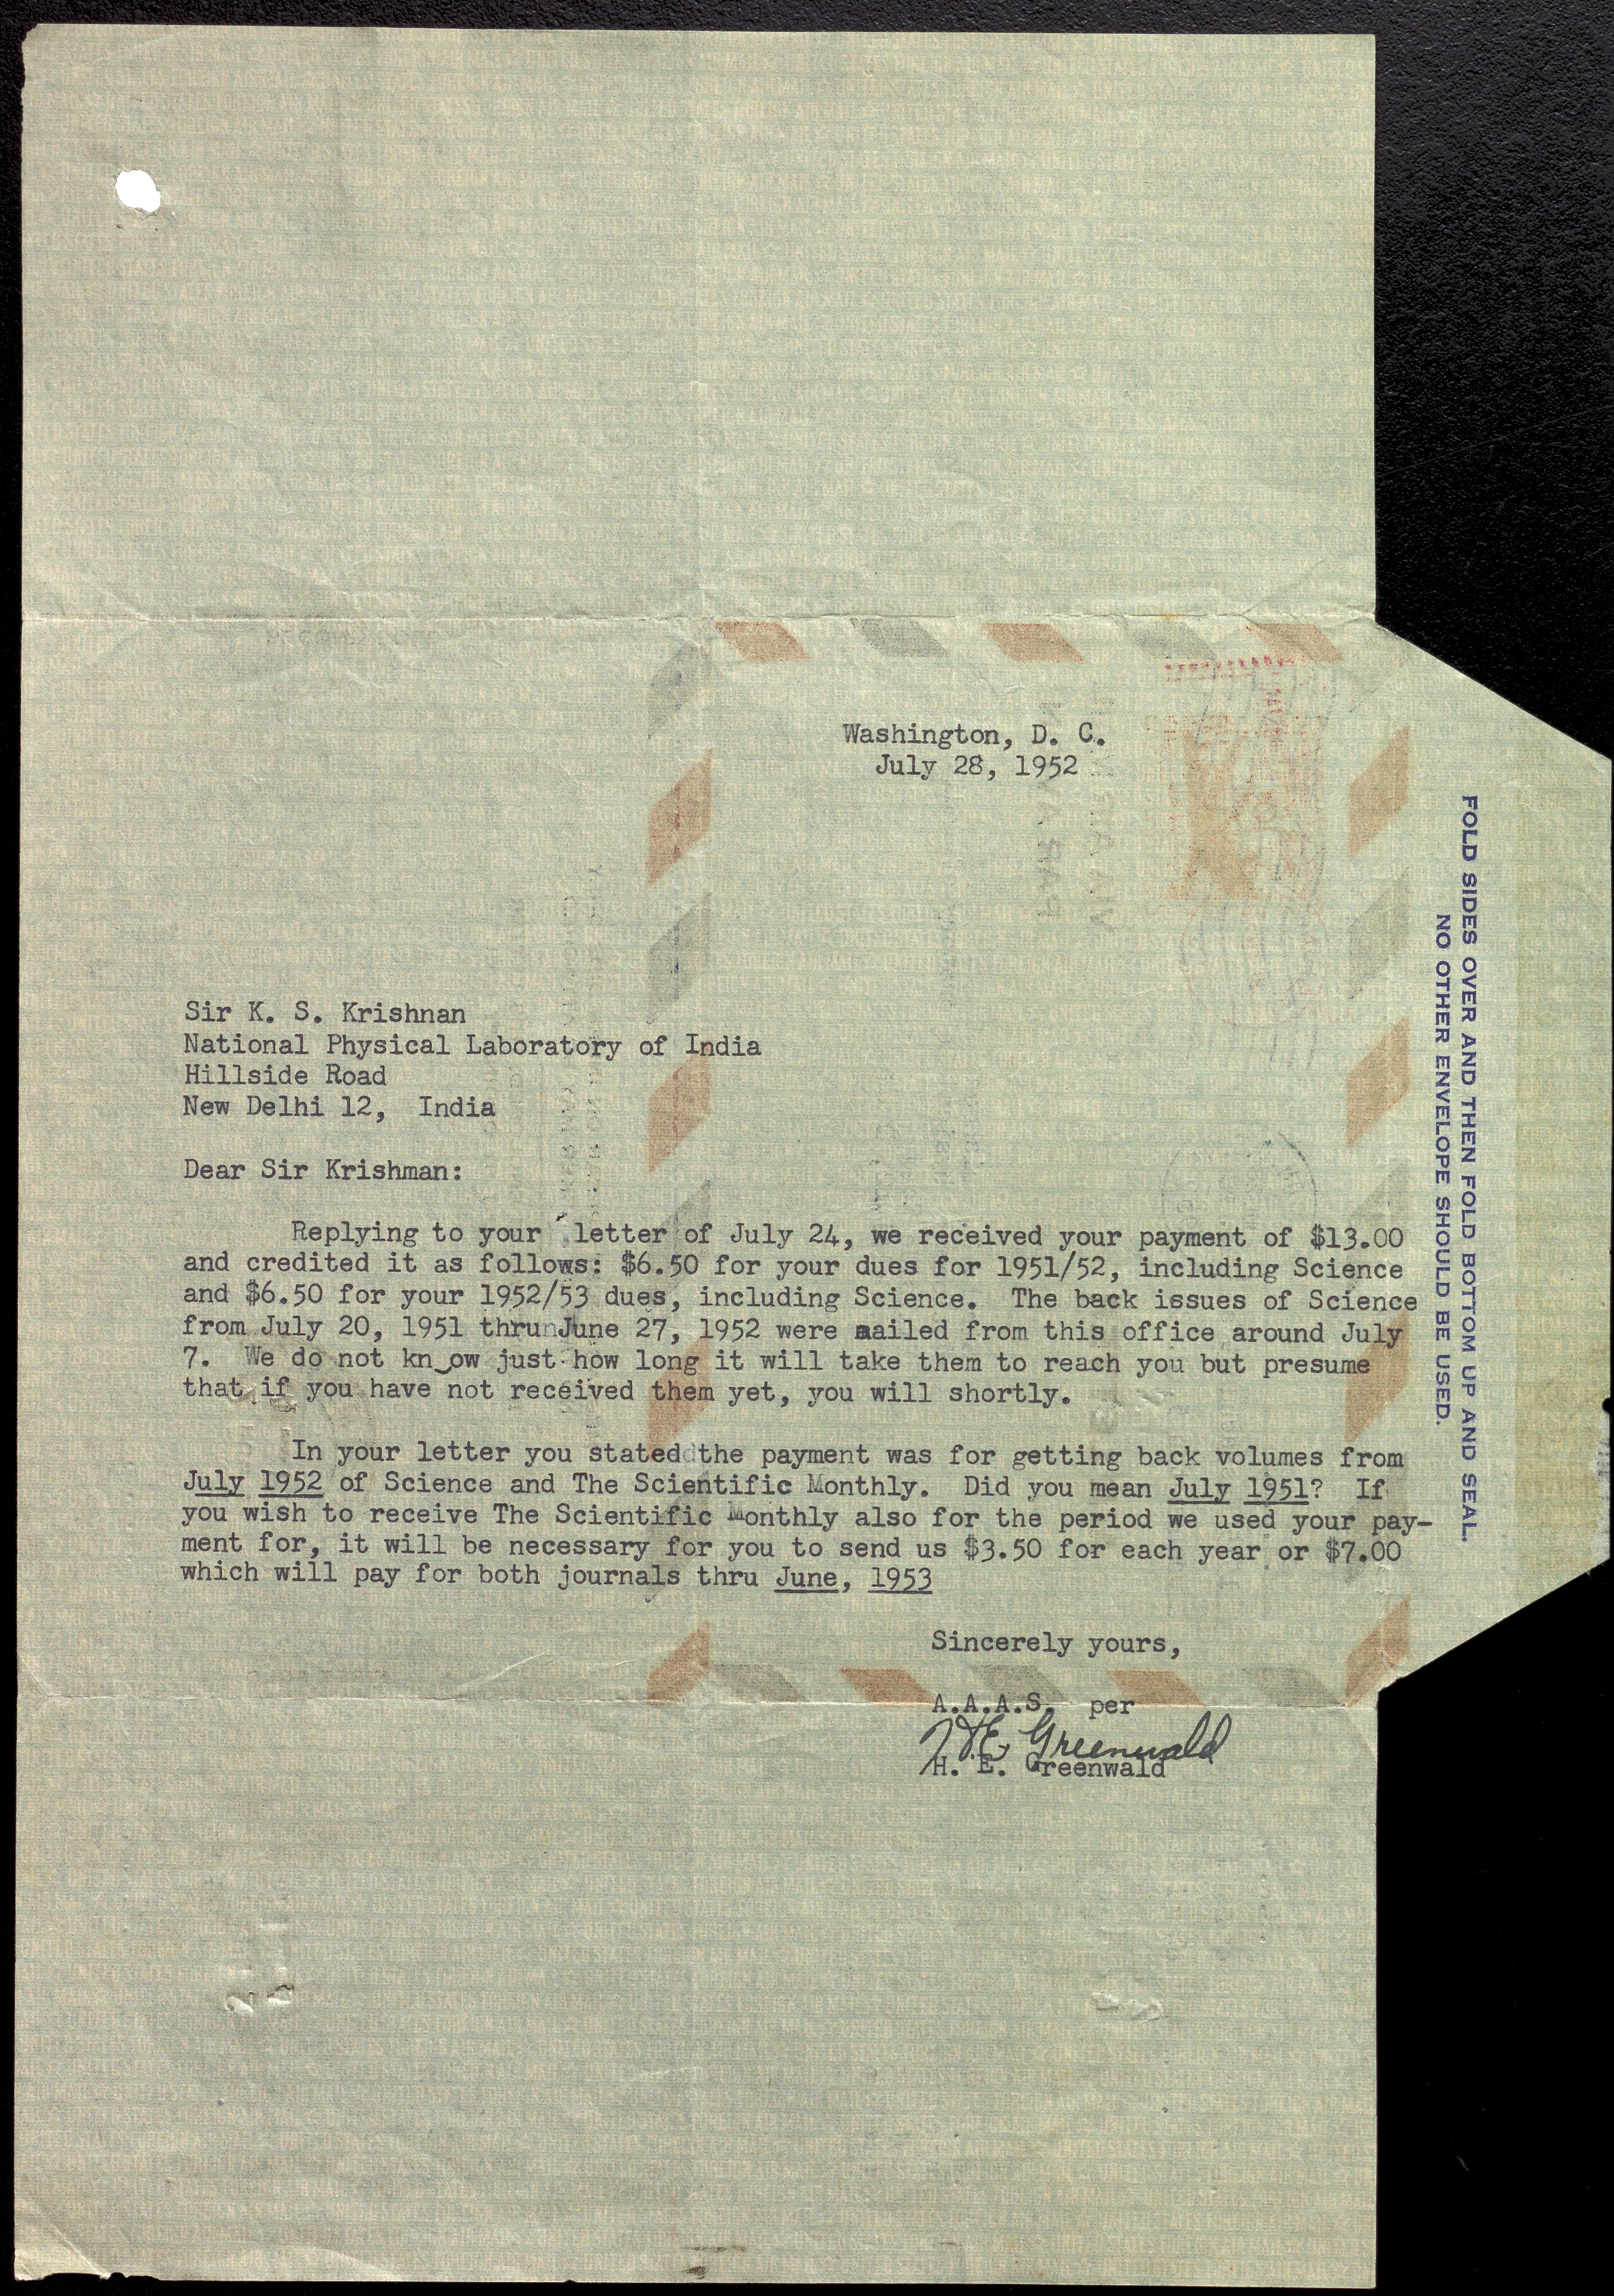 Washington, D. C.
July 28, 1952
Sir K. S. Krishnan
National Physical Laboratory of India
Hillside Road
New Delhi 12, India
Dear Sir Krishman:
Replying to your letter of July 24, we received your payment of $13.00
and credited it as follows: $6.50 for your dues for 1951/52, including Science
and $6.50 for your 1952/53 dues, including Science. The back issues of Science
from July 20, 1951 thrunJune 27, 1952 were mailed from this office around July
7. We do not know just how long it will take them to reach you but presume
that if you have not received them yet, you will shortly.
In your letter you stateddthe payment was for getting back volumes from
July 1952 of Science and The Scientific Monthly. Did you mean July 1951? If
you wish to receive The Scientific Monthly also for the period we used your pay-
ment for, it will be necessary for you to send us $3.50 for each year or $7.00
which will pay for both journals thru June, 1953
Sincerely yours,
A.A.A.S. per
H E Greenwald
H. E. Greenwald
FOLD SIDES OVER AND THEN FOLD BOTTOM UP AND SEAL.
NO OTHER ENVELOPE SHOULD BE USED.